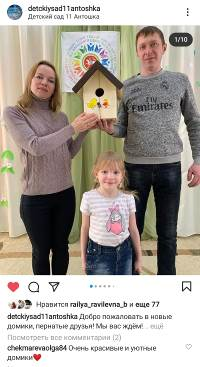 detckiysad11antoshka
Детский сад 11 Антошка
1/10
Fly
Emirates
Нравится railya_ravilevna_b и еще 77
detckiysad11antoshka Добро пожаловать в новые
домики, пернатые друзья! Мы вас ждём! ... ещё
Посмотреть все комментарии (2)
chekmarevaolga84 Очень красивые и уютные
домики❤️